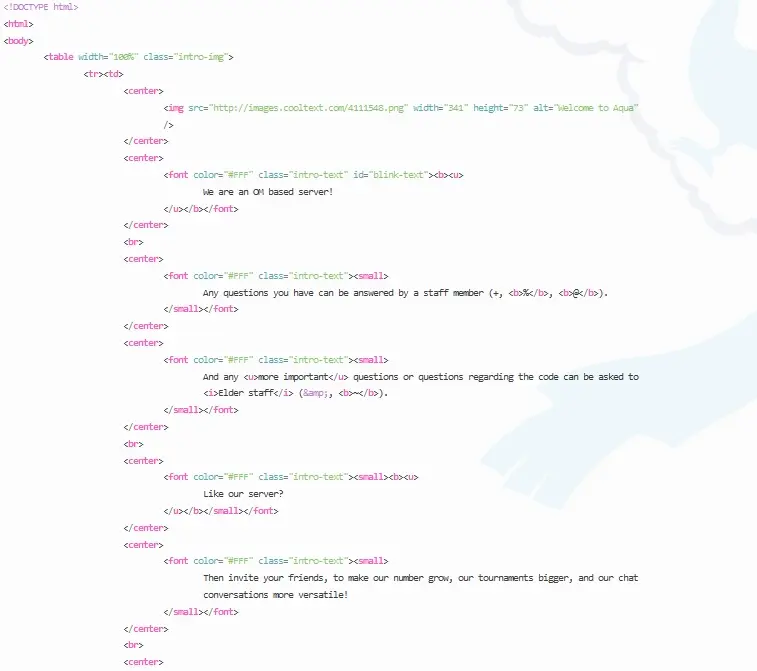 <!DOCTYPE html>
<html>
<body>
<table width="100%" class="intro-img">
<tr><td>
<center>
<img src="http://images.cooltext.com/4111548.png" width="341" height="73" alt="Welcome to Aqua"
/>
</center>
<center>
<font color="#FFF" class="intro-text" id="blink-text"><b><u>
We are an OM based server!
</u></b></font>
</center>
<br>
<center>
<font color="#FFF" class="intro-text"><small>
Any questions you have can be answered by a staff member (+, <b>%</b>, <b>@</b>).
</small></font>
</center>
<center>
<font color="#FFF" class="intro-text"><small>
And any <u>more important</u> questions or questions regarding the code can be asked to
<i>Elder staff</i> (&amp;, <b>~</b>).
</small></font>
</center>
<br>
<center>
<font color="#FFF" class="intro-text"><small><b><u>
Like our server?
</u></b></small></font>
</center>
<center>
<font color="#FFF" class="intro-text"><small>
Then invite your friends, to make our number grow, our tournaments bigger, and our chat
conversations more versatile!
</small></font>
</center>
<br>
<center>